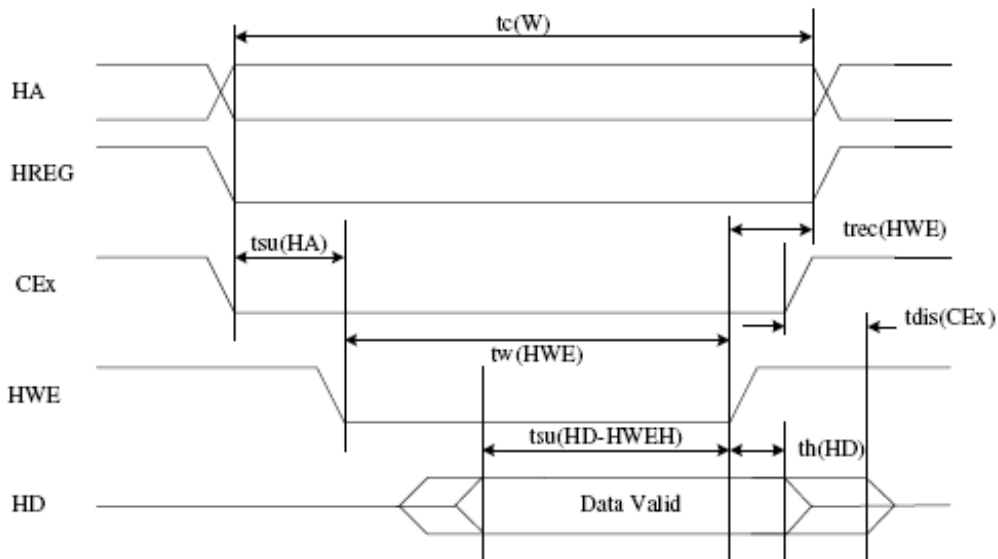 tc(W)
HA
HREG
tsu(HA)
trec(HWE)
CEx
tdis(CEx)
tw(HWE)
HWE
tsu(HD-HWEH)
th(HD)
HD
Data Valid